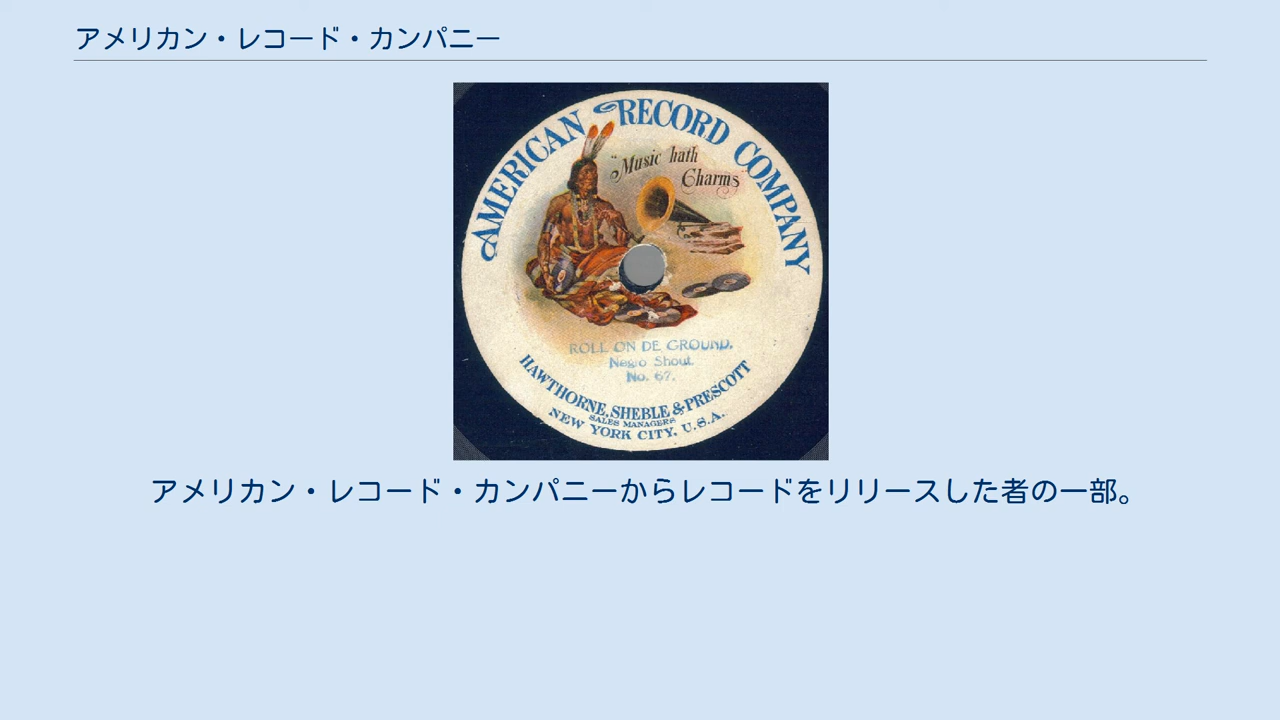 アメリカン・レコード・カンパニー
AMERICAN RECORD COMPANY
"Music hath
Charms"
ROLL ON DE GROUND.
Negro Shout.
No. 67.
HAWTHORNE, SHEBLE & PRESCOTT
SALES MANAGERS
NEW YORK CITY, U.S.A.
アメリカン・レコード・カンパニーからレコードをリリースした者の一部。